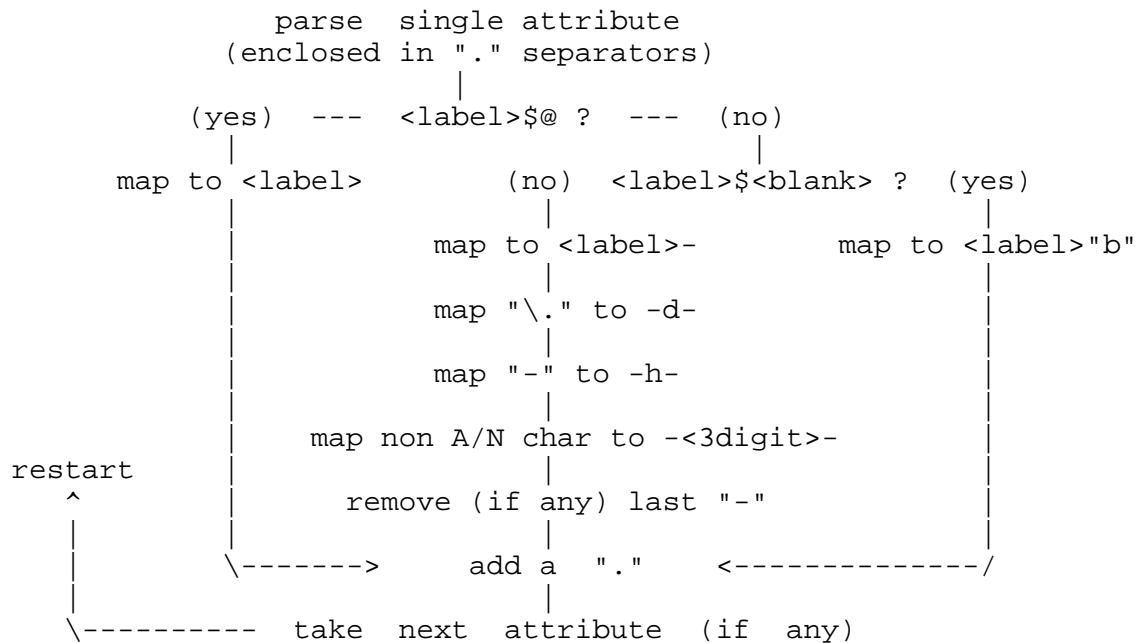 parse single attribute
(enclosed in "." separators)
|
(yes) --- <label>$@ ? --- (no)
| |
map to <label> (no) <label>$<blank> ? (yes)
| | |
| map to <label>- map to <label>"b"
| | |
| map "\." to -d- |
| | |
| map "-" to -h- |
| | |
| map non A/N char to -<3digit>- |
restart | | |
^ | remove (if any) last "-" |
| | | |
| \-------> add a "." <--------------/
| |
\---------- take next attribute (if any)